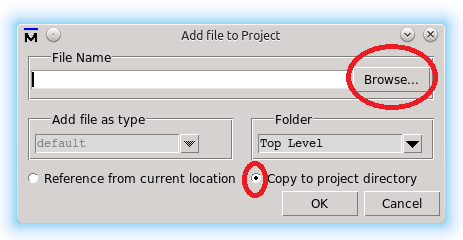 Add file to Project
File Name
Browse...
Add file as type
Folder
default
Top Level
Reference from current location
Copy to project directory
OK
Cancel